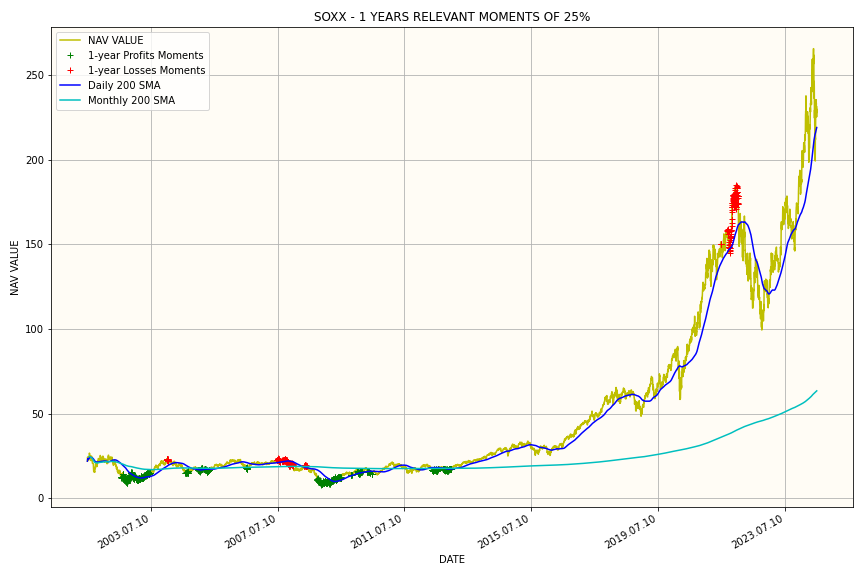 SOXX - 1 YEARS RELEVANT MOMENTS OF 25%
NAV VALUE
1-year Profits Moments
1-year Losses Moments
Daily 200 SMA
Monthly 200 SMA
250
200
150
100
50
0
NAV VALUE
2003.07.10
2007.07.10
2011.07.10
2015.07.10
2019.07.10
2023.07.10
DATE